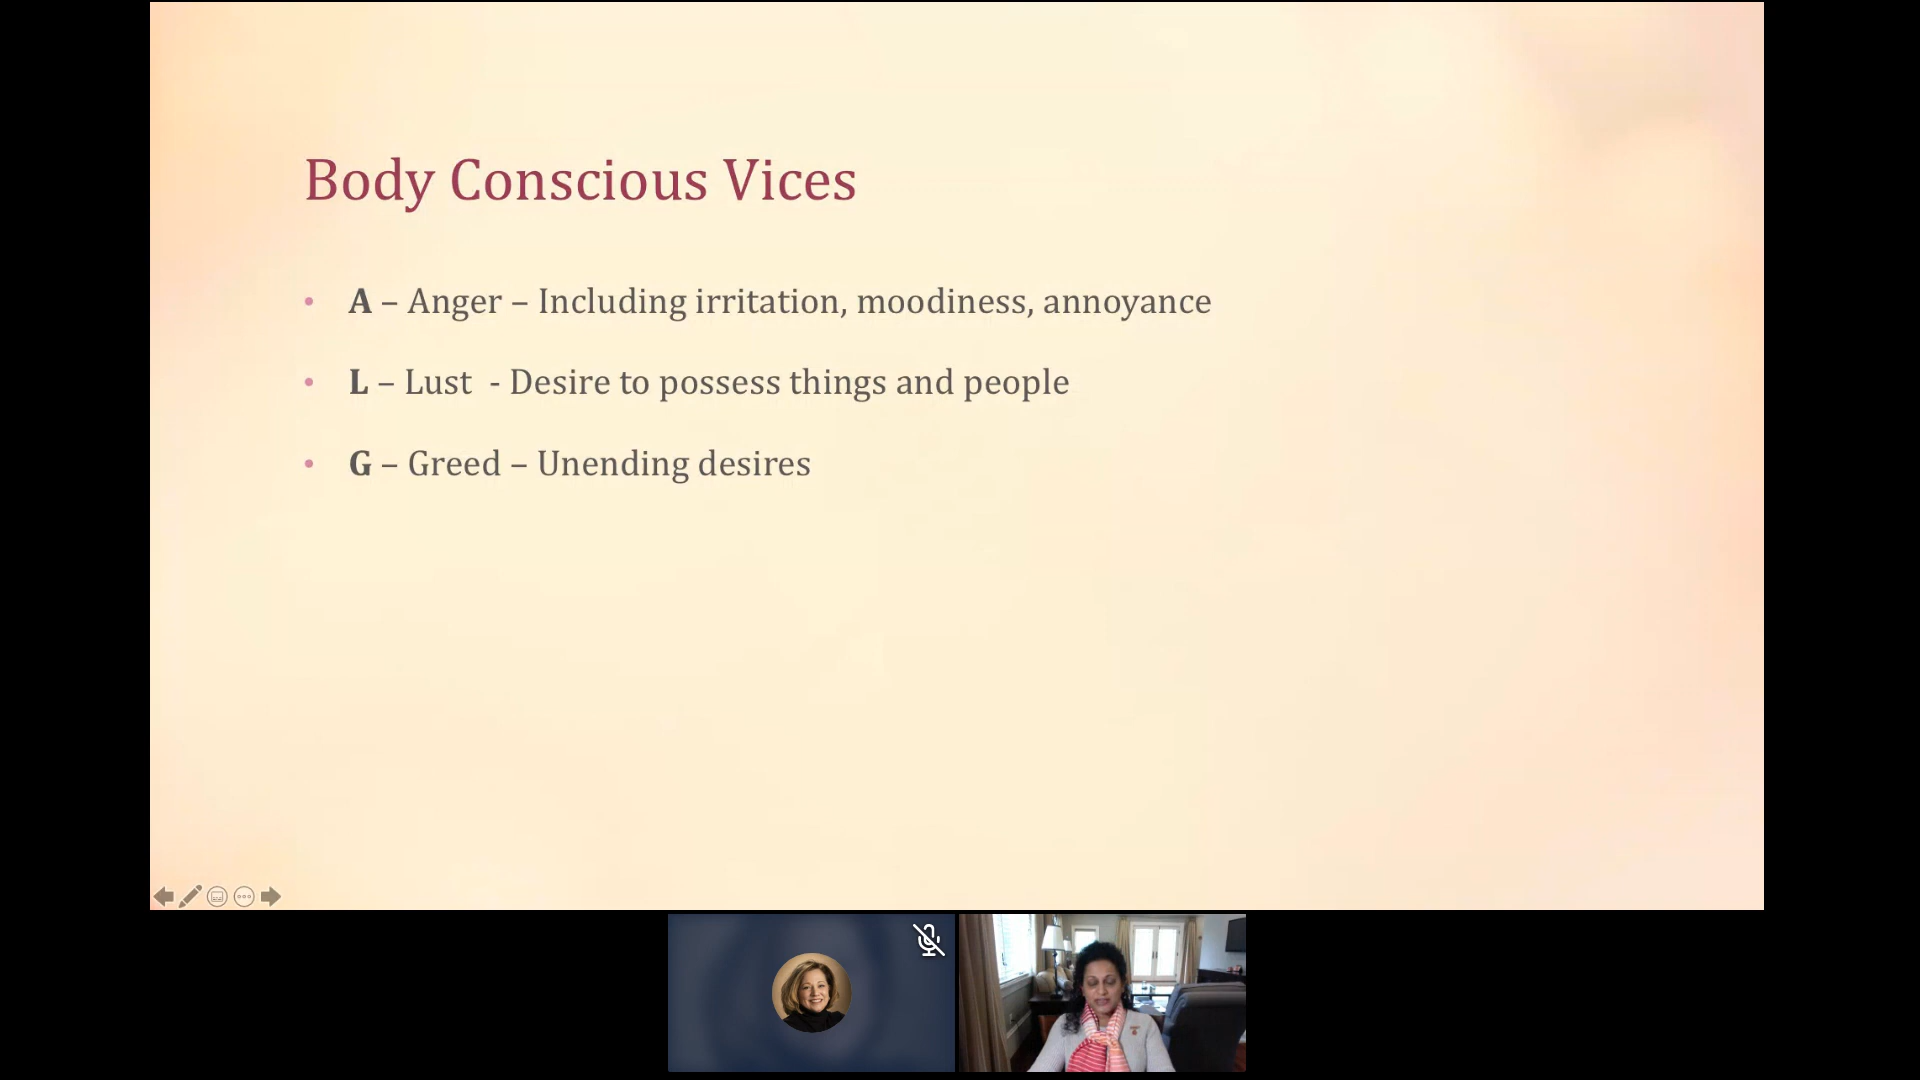 Body Conscious Vices
• A – Anger – Including irritation, moodiness, annoyance
• L – Lust  - Desire to possess things and people
• G – Greed – Unending desires